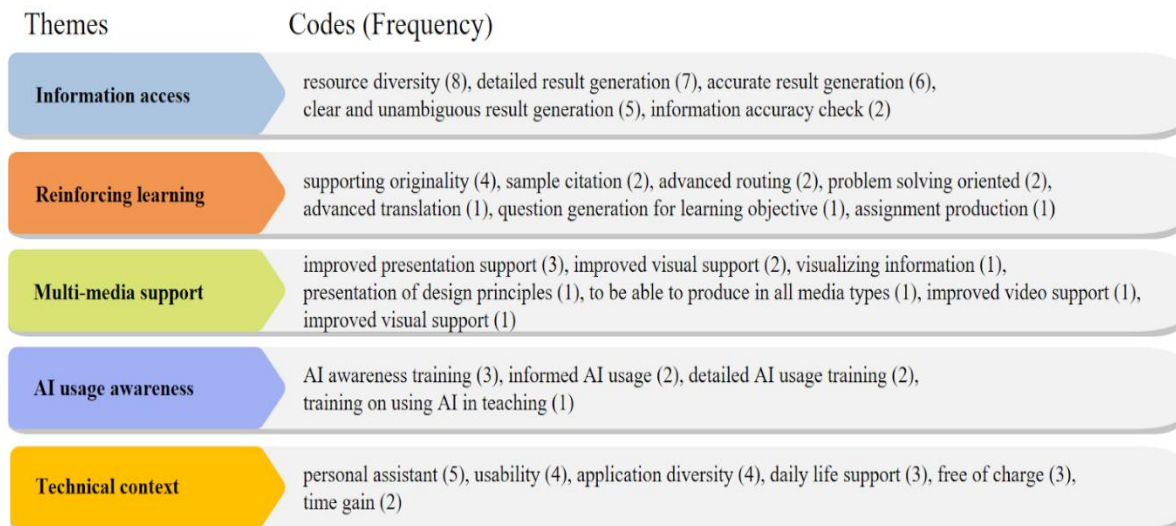 Themes Codes (Frequency)
Information access
resource diversity (8), detailed result generation (7), accurate result generation (6),
clear and unambiguous result generation (5), information accuracy check (2)
Reinforcing learning
supporting originality (4), sample citation (2), advanced routing (2), problem solving oriented (2),
advanced translation (1), question generation for learning objective (1), assignment production (1)
Multi-media support
improved presentation support (3), improved visual support (2), visualizing information (1),
presentation of design principles (1), to be able to produce in all media types (1), improved video support (1),
improved visual support (1)
AI usage awareness
AI awareness training (3), informed AI usage (2), detailed AI usage training (2),
training on using AI in teaching (1)
Technical context
personal assistant (5), usability (4), application diversity (4), daily life support (3), free of charge (3),
time gain (2)